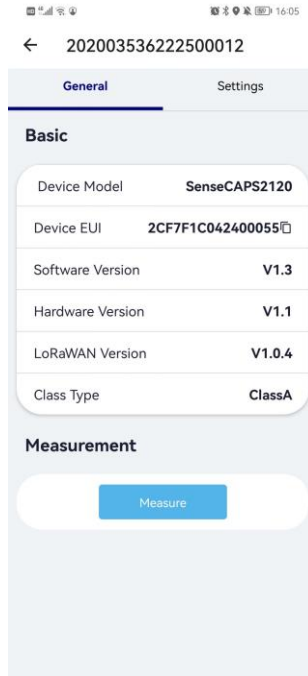 16:05
202003536222500012
General Settings
Basic
Device Model SenseCAPS2120
Device EUI 2CF7F1C042400055
Software Version V1.3
Hardware Version V1.1
LoRaWAN Version V1.0.4
Class Type ClassA
Measurement
Measure